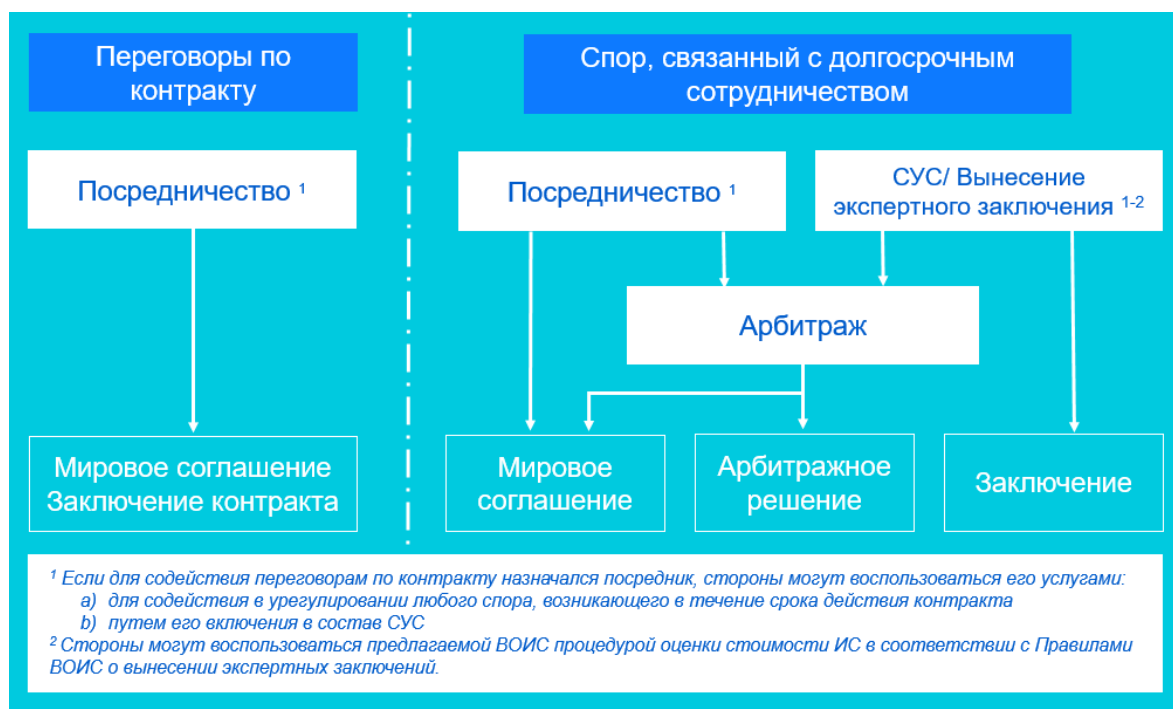 Переговоры по
контракту
Спор, связанный с долгосрочным
сотрудничеством
Посредничество ¹
Посредничество ¹
СУС/ Вынесение
экспертного заключения ¹⁻²
Арбитраж
Мировое соглашение
Заключение контракта
Мировое
соглашение
Арбитражное
решение
Заключение
¹ Если для содействия переговорам по контракту назначался посредник, стороны могут воспользоваться его услугами:
a) для содействия в урегулировании любого спора, возникающего в течение срока действия контракта
b) путем его включения в состав СУС
² Стороны могут воспользоваться предлагаемой ВОИС процедурой оценки стоимости ИС в соответствии с Правилами
ВОИС о вынесении экспертных заключений.